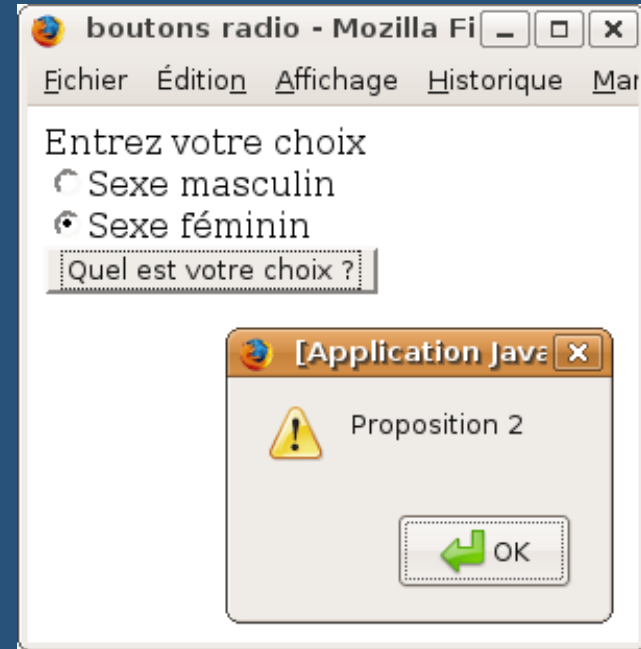 boutons radio - Mozilla Fi
Fichier Édition Affichage Historique Mar
Entrez votre choix
Sexe masculin
Sexe féminin
Quel est votre choix ?
[Application Java
Proposition 2
OK